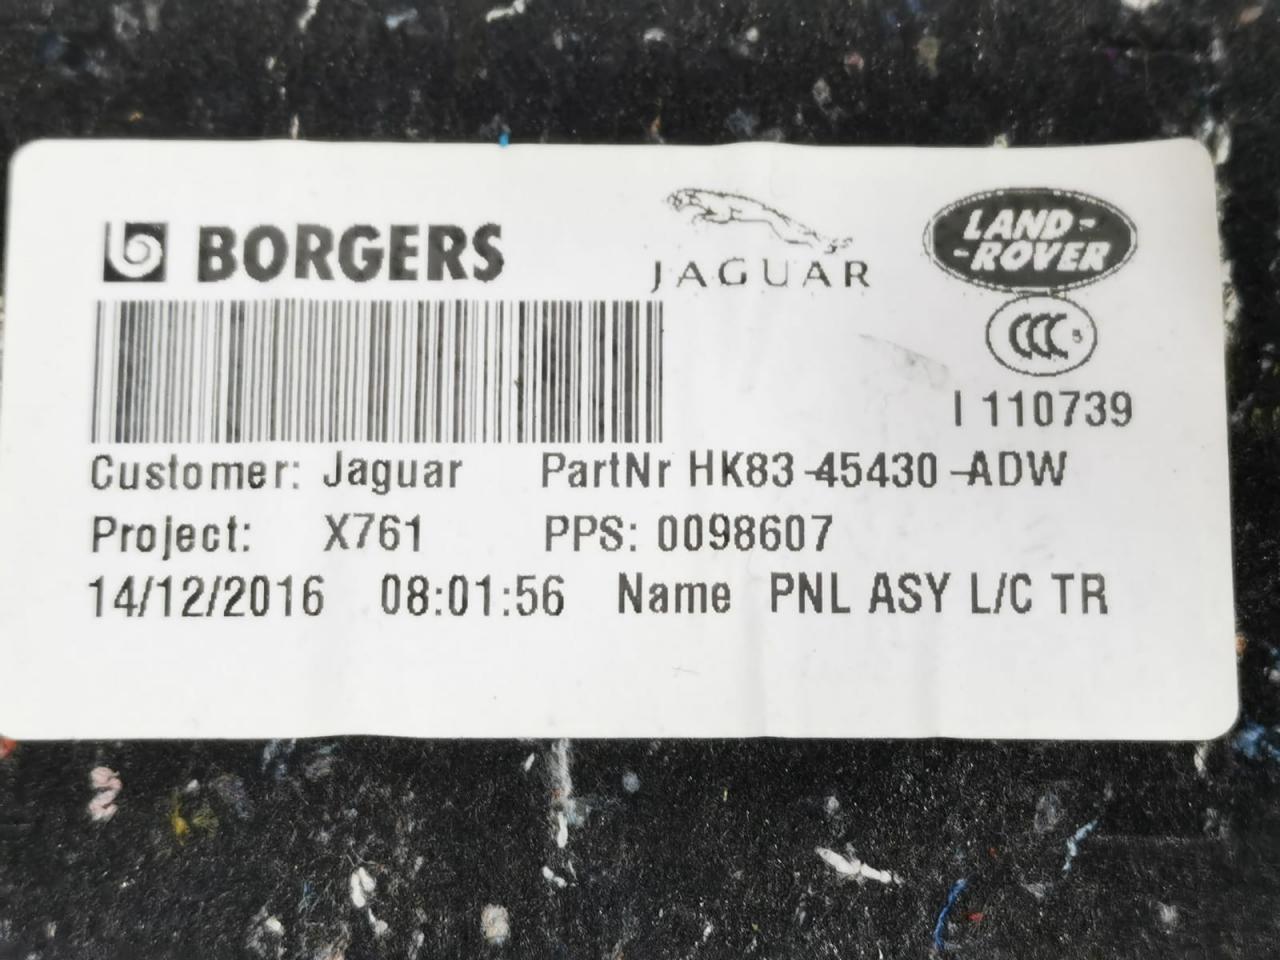 BORGERS
JAGUAR
LAND-
-ROVER
CCC S
I 110739
Customer: Jaguar PartNr HK83-45430-ADW
Project: X761 PPS: 0098607
14/12/2016 08:01:56 Name PNL ASY L/C TR